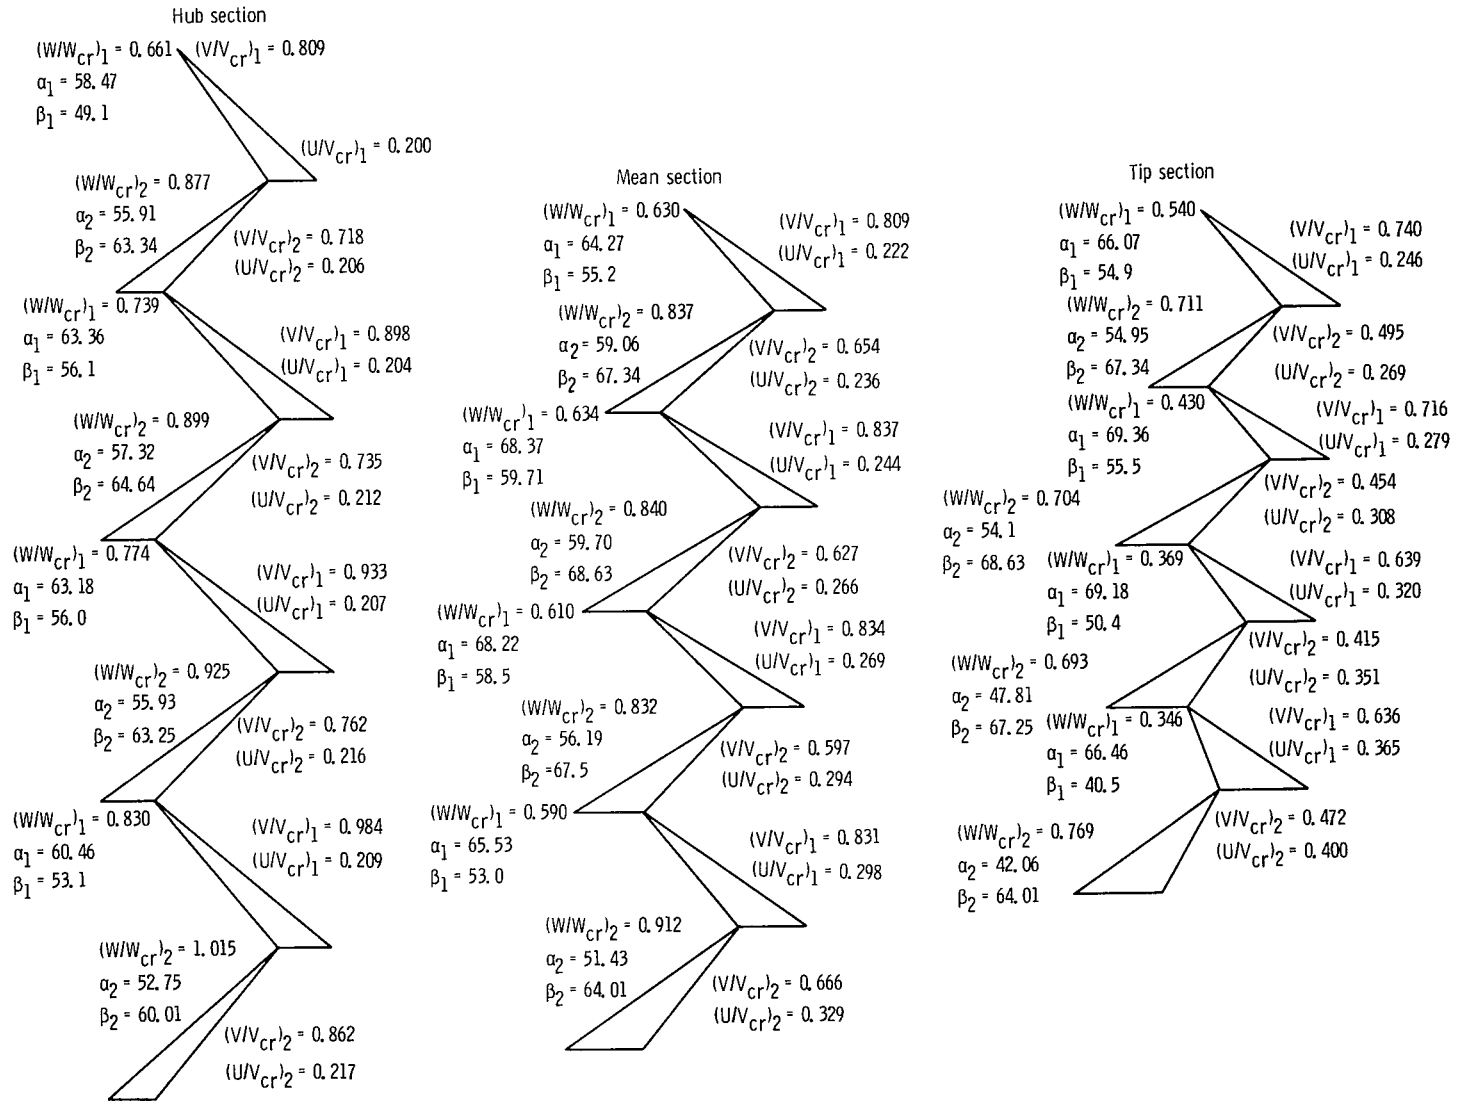 Hub section
(W/Wcr)1 = 0.661
(V/Vcr)1 = 0.809
α1 = 58.47
β1 = 49.1
(U/Vcr)1 = 0.200
(W/Wcr)2 = 0.877
α2 = 55.91
β2 = 63.34
(V/Vcr)2 = 0.718
(U/Vcr)2 = 0.206
(W/Wcr)1 = 0.739
α1 = 63.36
β1 = 56.1
(V/Vcr)1 = 0.898
(U/Vcr)1 = 0.204
(W/Wcr)2 = 0.899
α2 = 57.32
β2 = 64.64
(V/Vcr)2 = 0.735
(U/Vcr)2 = 0.212
(W/Wcr)1 = 0.774
α1 = 63.18
β1 = 56.0
(V/Vcr)1 = 0.933
(U/Vcr)1 = 0.207
(W/Wcr)2 = 0.925
α2 = 55.93
β2 = 63.25
(V/Vcr)2 = 0.762
(U/Vcr)2 = 0.216
(W/Wcr)1 = 0.830
α1 = 60.46
β1 = 53.1
(V/Vcr)1 = 0.984
(U/Vcr)1 = 0.209
(W/Wcr)2 = 1.015
α2 = 52.75
β2 = 60.01
(V/Vcr)2 = 0.862
(U/Vcr)2 = 0.217
Mean section
(W/Wcr)1 = 0.630
α1 = 64.27
β1 = 55.2
(V/Vcr)1 = 0.809
(U/Vcr)1 = 0.222
(W/Wcr)2 = 0.837
α2 = 59.06
β2 = 67.34
(V/Vcr)2 = 0.654
(U/Vcr)2 = 0.236
(W/Wcr)1 = 0.634
α1 = 68.37
β1 = 59.71
(V/Vcr)1 = 0.837
(U/Vcr)1 = 0.244
(W/Wcr)2 = 0.840
α2 = 59.70
β2 = 68.63
(V/Vcr)2 = 0.627
(U/Vcr)2 = 0.266
(W/Wcr)1 = 0.610
α1 = 68.22
β1 = 58.5
(V/Vcr)1 = 0.834
(U/Vcr)1 = 0.269
(W/Wcr)2 = 0.832
α2 = 56.19
β2 = 67.5
(V/Vcr)2 = 0.597
(U/Vcr)2 = 0.294
(W/Wcr)1 = 0.590
α1 = 65.53
β1 = 53.0
(V/Vcr)1 = 0.831
(U/Vcr)1 = 0.298
(W/Wcr)2 = 0.912
α2 = 51.43
β2 = 64.01
(V/Vcr)2 = 0.666
(U/Vcr)2 = 0.329
Tip section
(W/Wcr)1 = 0.540
α1 = 66.07
β1 = 54.9
(V/Vcr)1 = 0.740
(U/Vcr)1 = 0.246
(W/Wcr)2 = 0.711
α2 = 54.95
β2 = 67.34
(V/Vcr)2 = 0.495
(U/Vcr)2 = 0.269
(W/Wcr)1 = 0.430
α1 = 69.36
β1 = 55.5
(V/Vcr)1 = 0.716
(U/Vcr)1 = 0.279
(W/Wcr)2 = 0.704
α2 = 54.1
β2 = 68.63
(V/Vcr)2 = 0.454
(U/Vcr)2 = 0.308
(W/Wcr)1 = 0.369
α1 = 69.18
β1 = 50.4
(V/Vcr)1 = 0.639
(U/Vcr)1 = 0.320
(W/Wcr)2 = 0.693
α2 = 47.81
β2 = 67.25
(V/Vcr)2 = 0.415
(U/Vcr)2 = 0.351
(W/Wcr)1 = 0.346
α1 = 66.46
β1 = 40.5
(V/Vcr)1 = 0.636
(U/Vcr)1 = 0.365
(W/Wcr)2 = 0.769
α2 = 42.06
β2 = 64.01
(V/Vcr)2 = 0.472
(U/Vcr)2 = 0.400